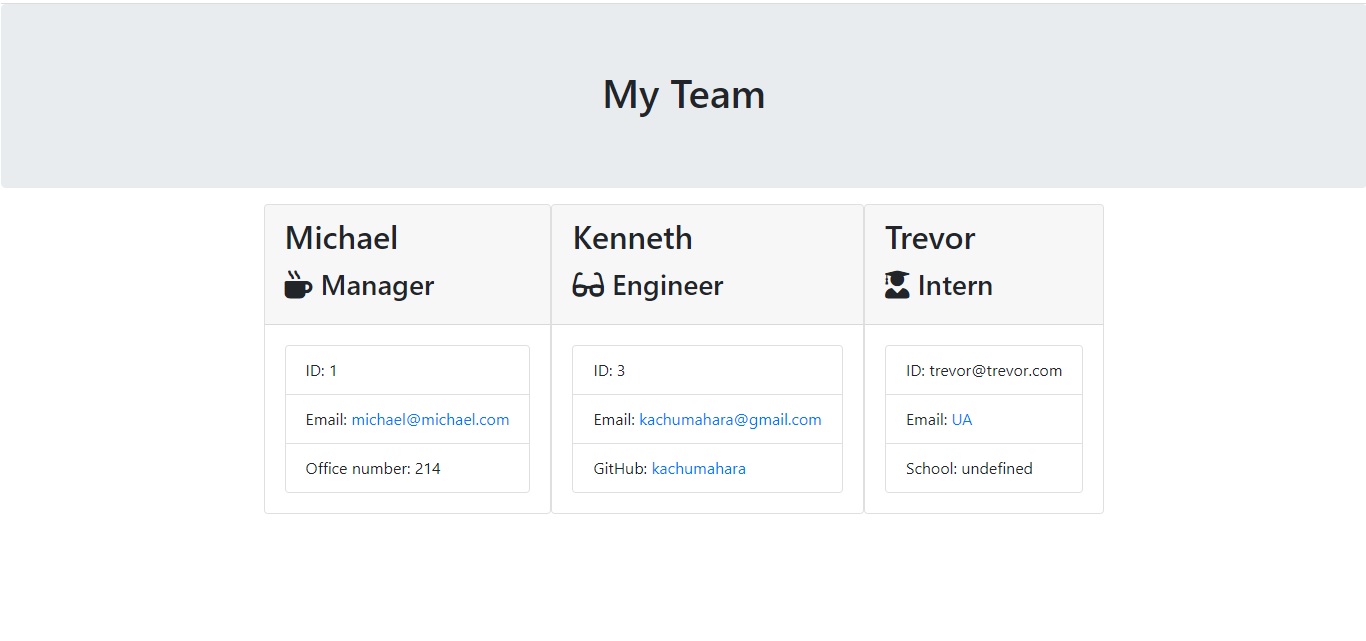 My Team
Michael
Manager
ID: 1
Email: michael@michael.com
Office number: 214
Kenneth
Engineer
ID: 3
Email: kachumahara@gmail.com
GitHub: kachumahara
Trevor
Intern
ID: trevor@trevor.com
Email: UA
School: undefined